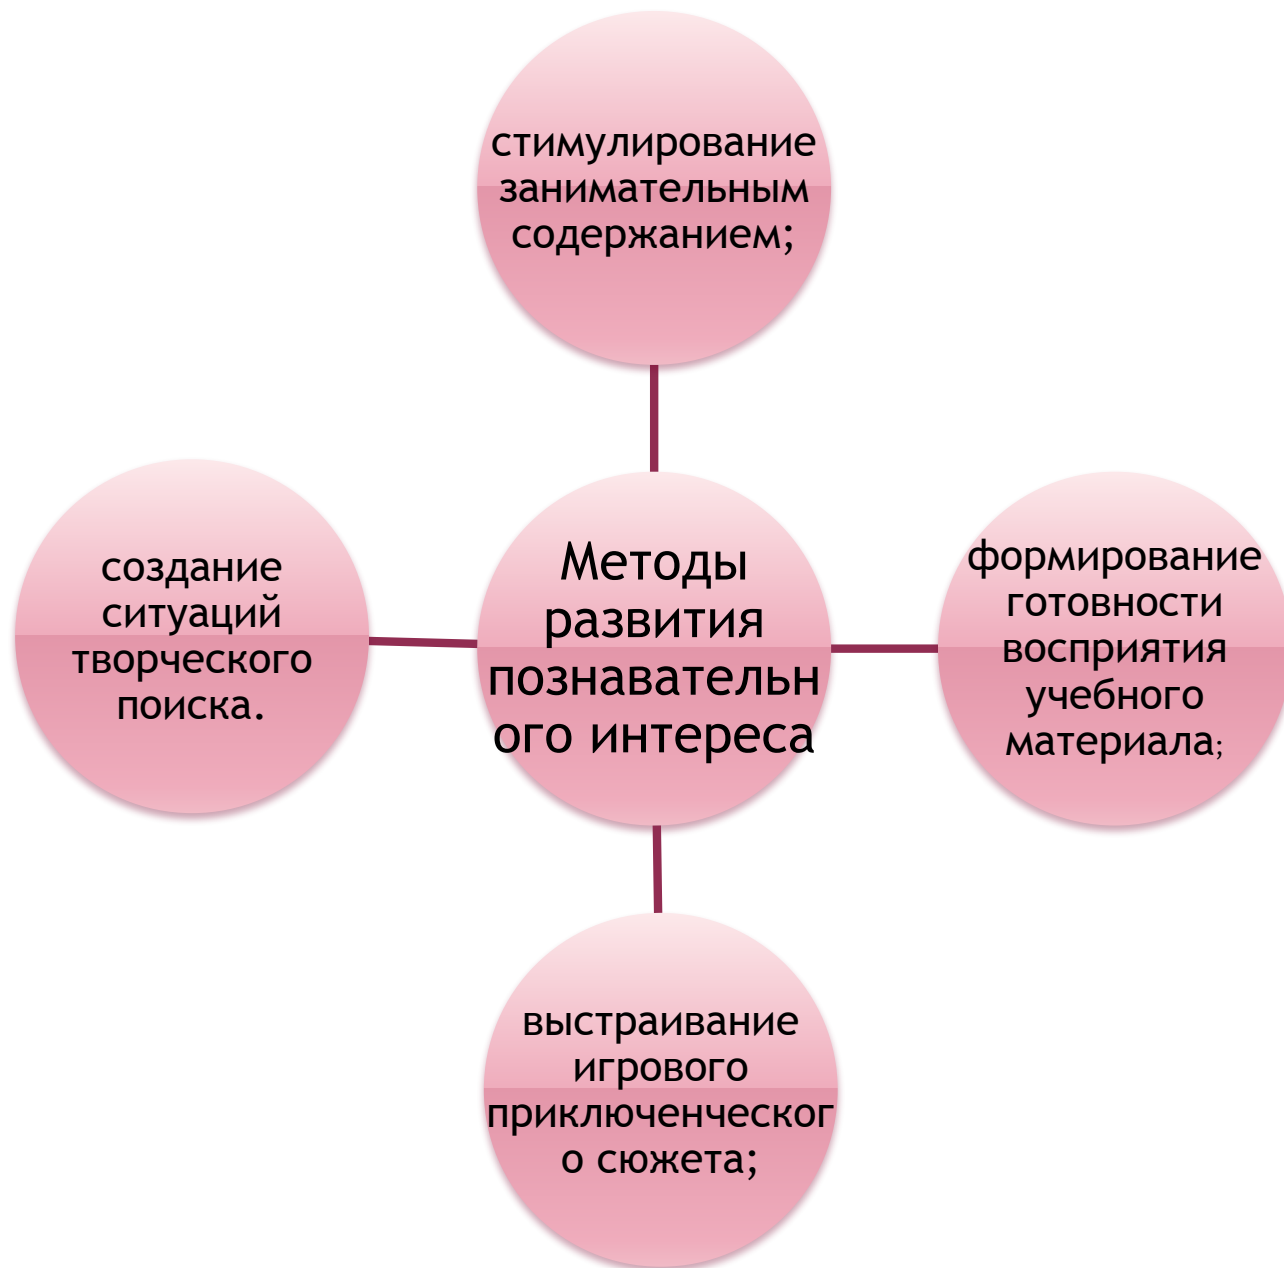 стимулирование
занимательным
содержанием;
создание
ситуаций
творческого
поиска.
Методы
развития
познавательн
ого интереса
формирование
готовности
восприятия
учебного
материала;
выстраивание
игрового
приключенческог
о сюжета;